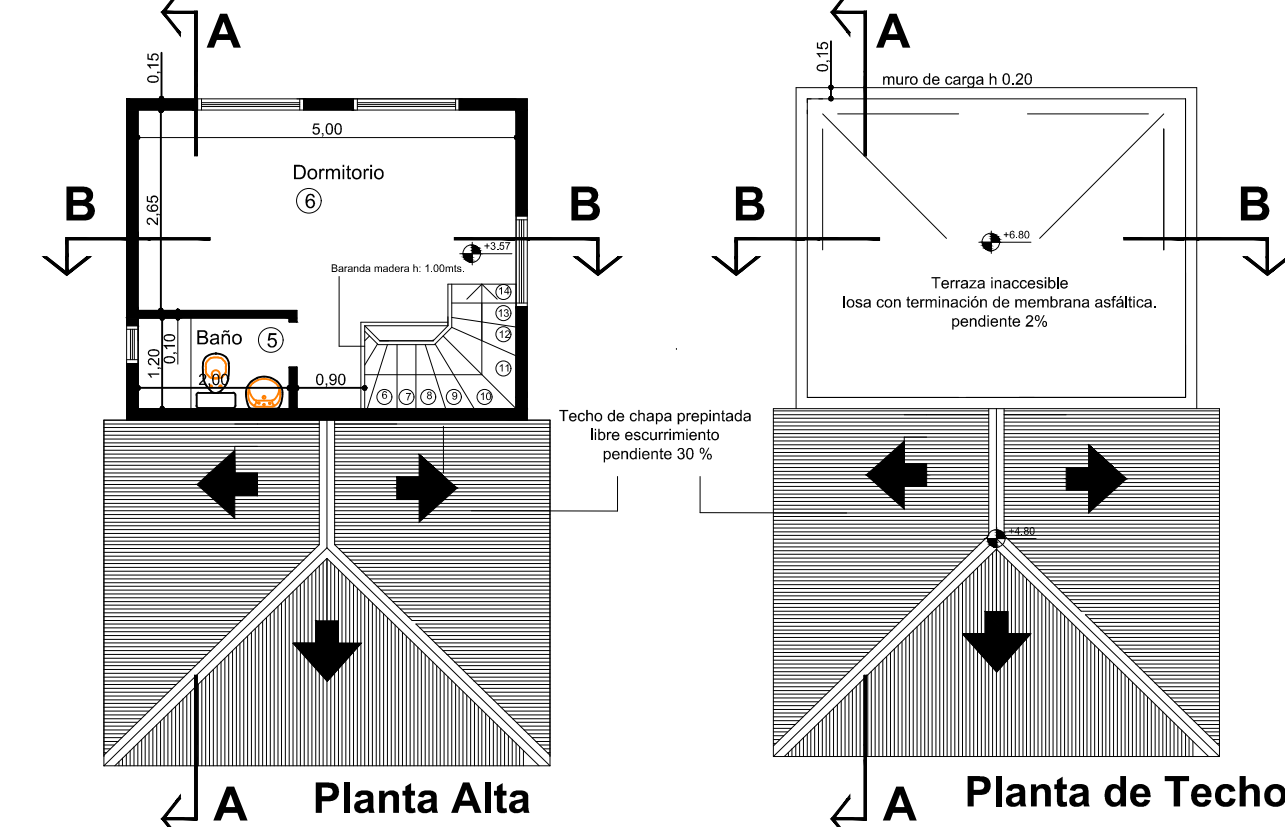 A
0,15
5,00
Dormitorio
6
2,65
B
B
+3.57
Baranda madera h: 1.00mts.
14
13
12
11
10
9
8
7
6
Baño
5
0,10
1,20
2,00
0,90
Techo de chapa prepintada
libre escurrimiento
pendiente 30 %
A
Planta Alta
A
0,15
muro de carga h 0.20
B
B
+6.80
Terraza inaccesible
losa con terminación de membrana asfáltica.
pendiente 2%
+4.80
A
Planta de Techo